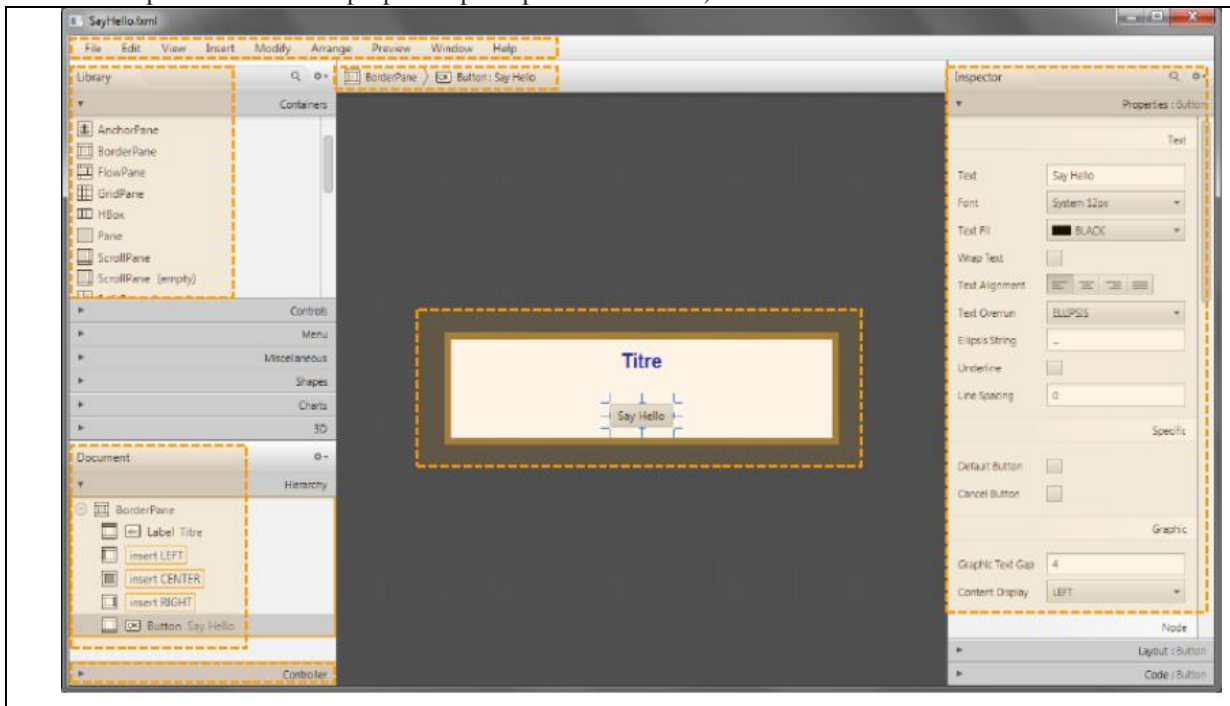 SayHello.fxml
File Edit View Insert Modify Arrange Preview Window Help
Library
Containers
AnchorPane
BorderPane
FlowPane
GridPane
HBox
Pane
ScrollPane
ScrollPane (empty)
Controls
Menu
Miscellaneous
Shapes
Charts
3D
Document
Hierarchy
BorderPane
Label Titre
insert LEFT
insert CENTER
insert RIGHT
Button Say Hello
Controller
BorderPane Button : Say Hello
Titre
Say Hello
Inspector
Properties : Button
Text
Text Say Hello
Font System 12px
Text Fill BLACK
Wrap Text
Text Alignment
Text Overrun ELLIPSIS
Ellipsis String
Underline
Line Spacing 0
Specific
Default Button
Cancel Button
Graphic
Graphic Text Gap 4
Content Display LEFT
Node
Layout : Button
Code : Button